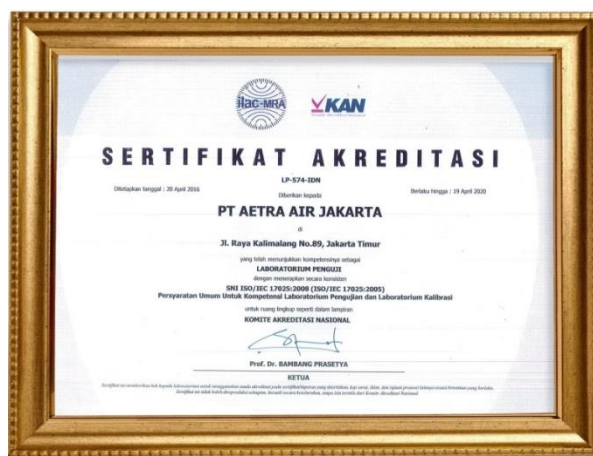 ilac-MRA
KAN
SERTIFIKAT AKREDITASI
LP-574-IDN
Ditetapkan tanggal : 20 April 2016
Diberikan kepada
Berlaku hingga : 19 April 2020
PT AETRA AIR JAKARTA
di
Jl. Raya Kalimalang No.89, Jakarta Timur
yang telah menunjukkan kompetensinya sebagai
LABORATORIUM PENGUJI
dengan menerapkan secara konsisten
SNI ISO/IEC 17025:2008 (ISO/IEC 17025:2005)
Persyaratan Umum Untuk Kompetensi Laboratorium Pengujian dan Laboratorium Kalibrasi
untuk ruang lingkup seperti dalam lampiran
KOMITE AKREDITASI NASIONAL
Prof. Dr. BAMBANG PRASETYA
KETUA